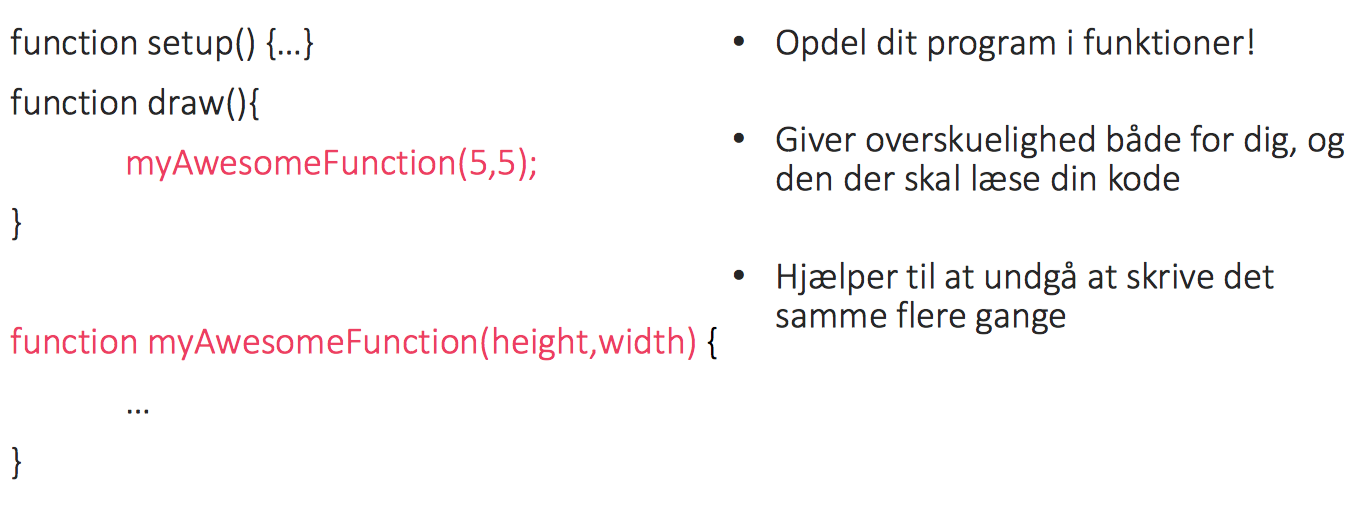 function setup() {…}
function draw(){
myAwesomeFunction(5,5);
}
function myAwesomeFunction(height,width) {
…
}
• Opdel dit program i funktioner!
• Giver overskuelighed både for dig, og
den der skal læse din kode
• Hjælper til at undgå at skrive det
samme flere gange